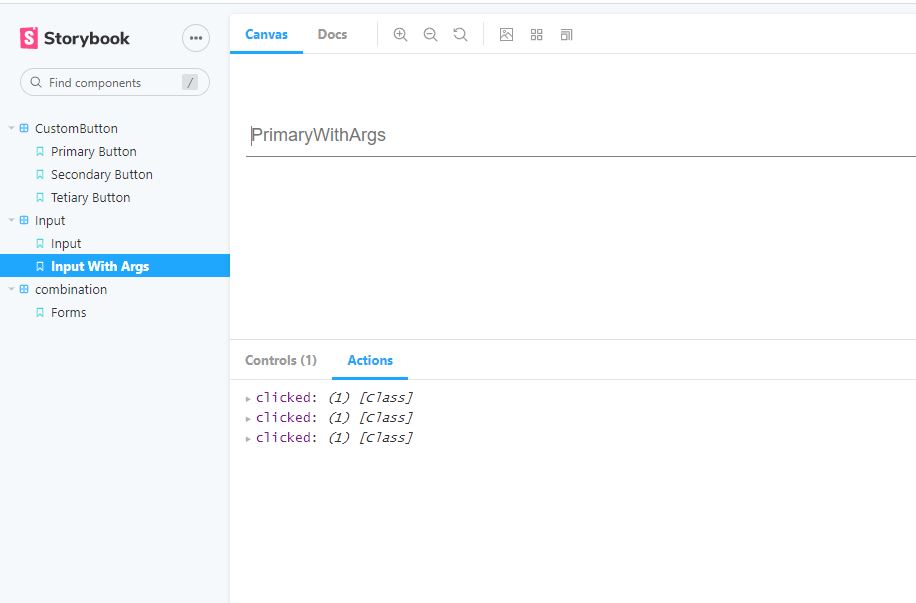 Storybook
Find components /
CustomButton
Primary Button
Secondary Button
Tetiary Button
Input
Input
Input With Args
combination
Forms
Canvas Docs
PrimaryWithArgs
Controls (1) Actions
clicked: (1) [Class]
clicked: (1) [Class]
clicked: (1) [Class]